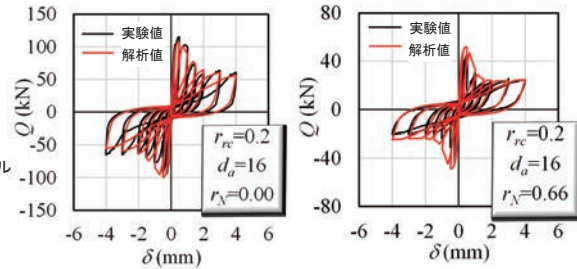 150
100
50
0
-50
-100
-150
Q (kN)
実験値
解析値
r_rc=0.2
d_a=16
r_N=0.00
-6 -4 -2 0 2 4 6
δ(mm)
ル
80
40
0
-40
-80
Q (kN)
実験値
解析値
r_rc=0.2
d_a=16
r_N=0.66
-6 -4 -2 0 2 4 6
δ(mm)